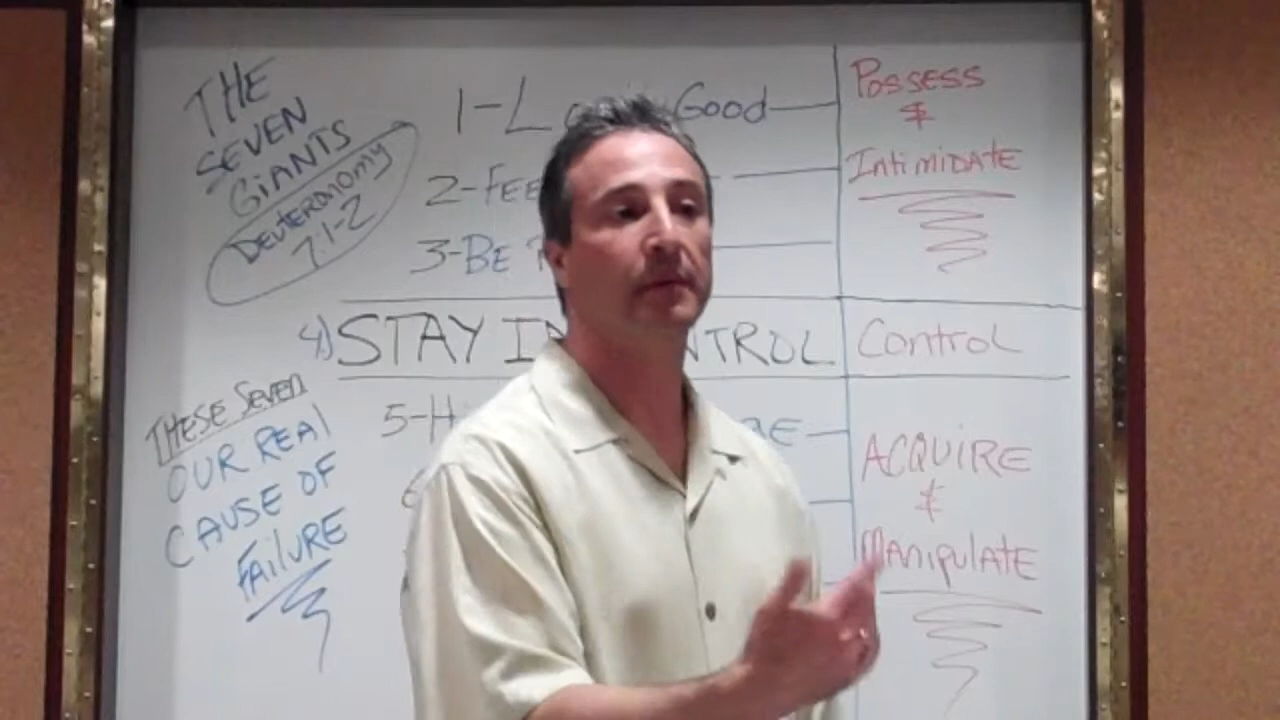 THE
SEVEN
GIANTS
DEUTERONOMY
7:1-2
1-L Good
2-FEE
3-BE
4) STAY IN CONTROL
5-H
THESE SEVEN
OUR REAl
CAUSE OF
FAILURE
POSSESS
&
INTIMIDATE
Control
ACQUIRE
&
MANIPULATE